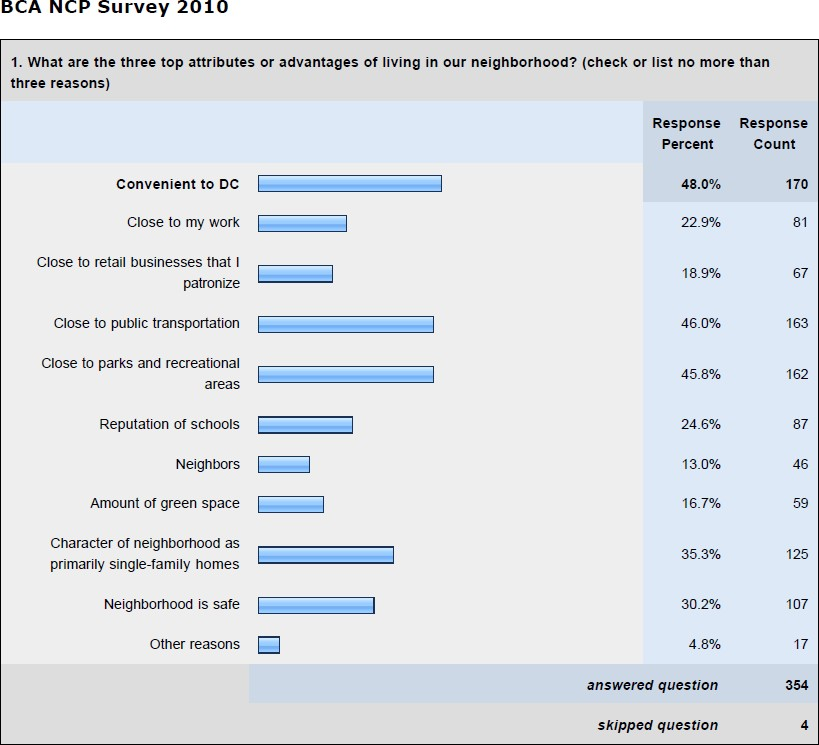 BCA NCP Survey 2010
1. What are the three top attributes or advantages of living in our neighborhood? (check or list no more than
three reasons)
Response Percent Response Count
Convenient to DC 48.0% 170
Close to my work 22.9% 81
Close to retail businesses that I
patronize 18.9% 67
Close to public transportation 46.0% 163
Close to parks and recreational
areas 45.8% 162
Reputation of schools 24.6% 87
Neighbors 13.0% 46
Amount of green space 16.7% 59
Character of neighborhood as
primarily single-family homes 35.3% 125
Neighborhood is safe 30.2% 107
Other reasons 4.8% 17
answered question 354
skipped question 4